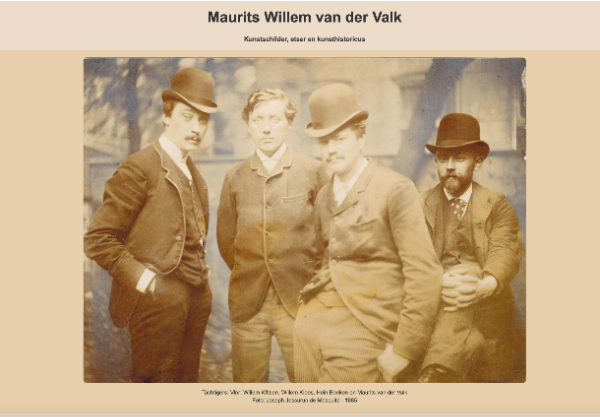 Maurits Willem van der Valk
Kunstschilder, etser en kunsthistoricus
Tachtigers: Vlnr. Willem Witsen, Willem Kloos, Hein Boeken en Maurits van der Valk
Foto: Joseph Jessurun de Mesquita